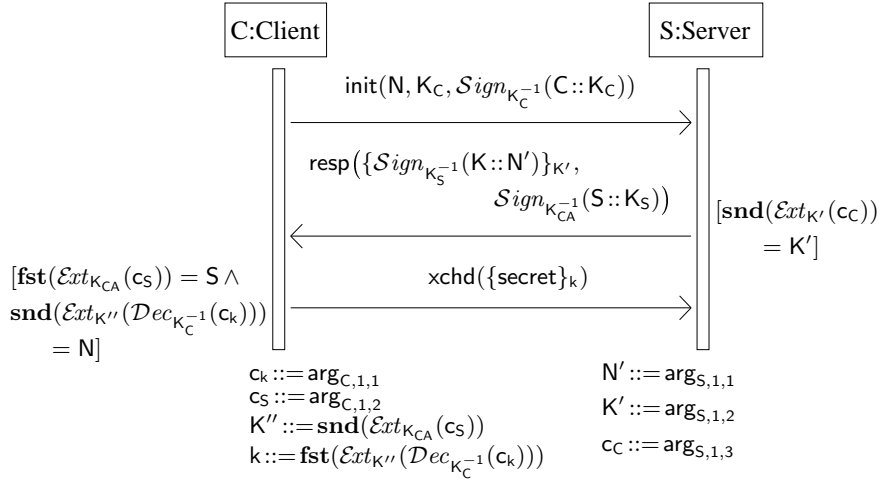 C:Client
S:Server
init(N, K_C, Sign_{K_C^{-1}}(C::K_C))
resp({Sign_{K_S^{-1}}(K::N′)}_{K′},
Sign_{K_{CA}^{-1}}(S::K_S))
[snd(Ext_{K′}(c_C))
= K′]
[fst(Ext_{K_{CA}}(c_S)) = S ∧
snd(Ext_{K″}(Dec_{K_C^{-1}}(c_k)))
= N]
xchd({secret}_k)
c_k ::= arg_{C,1,1}
c_S ::= arg_{C,1,2}
K″ ::= snd(Ext_{K_{CA}}(c_S))
k ::= fst(Ext_{K″}(Dec_{K_C^{-1}}(c_k)))
N′ ::= arg_{S,1,1}
K′ ::= arg_{S,1,2}
c_C ::= arg_{S,1,3}